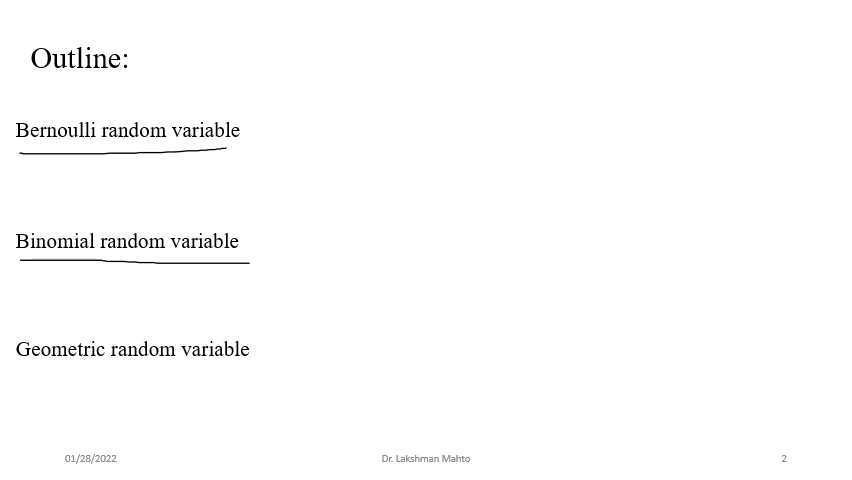 Outline:
Bernoulli random variable
Binomial random variable
Geometric random variable
01/28/2022
Dr. Lakshman Mahto
2